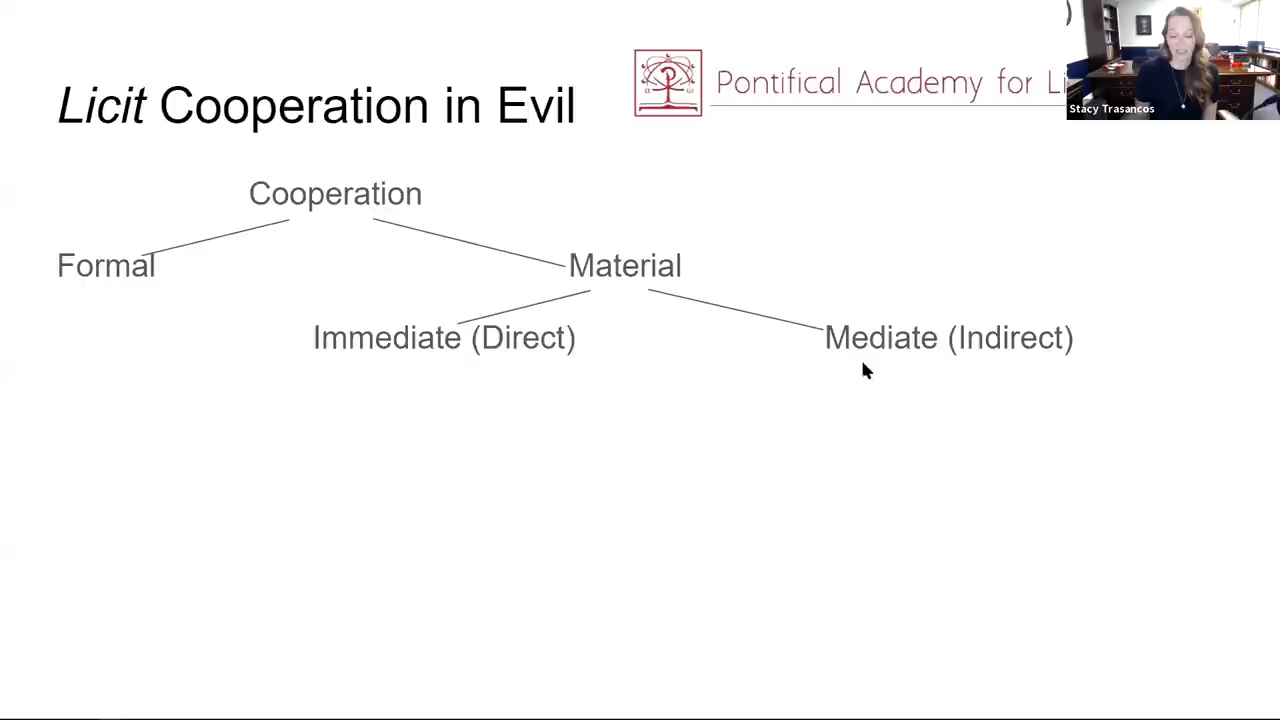 Licit Cooperation in Evil
Pontifical Academy for Li
Stacy Trasancos
Cooperation
Formal
Material
Immediate (Direct)
Mediate (Indirect)